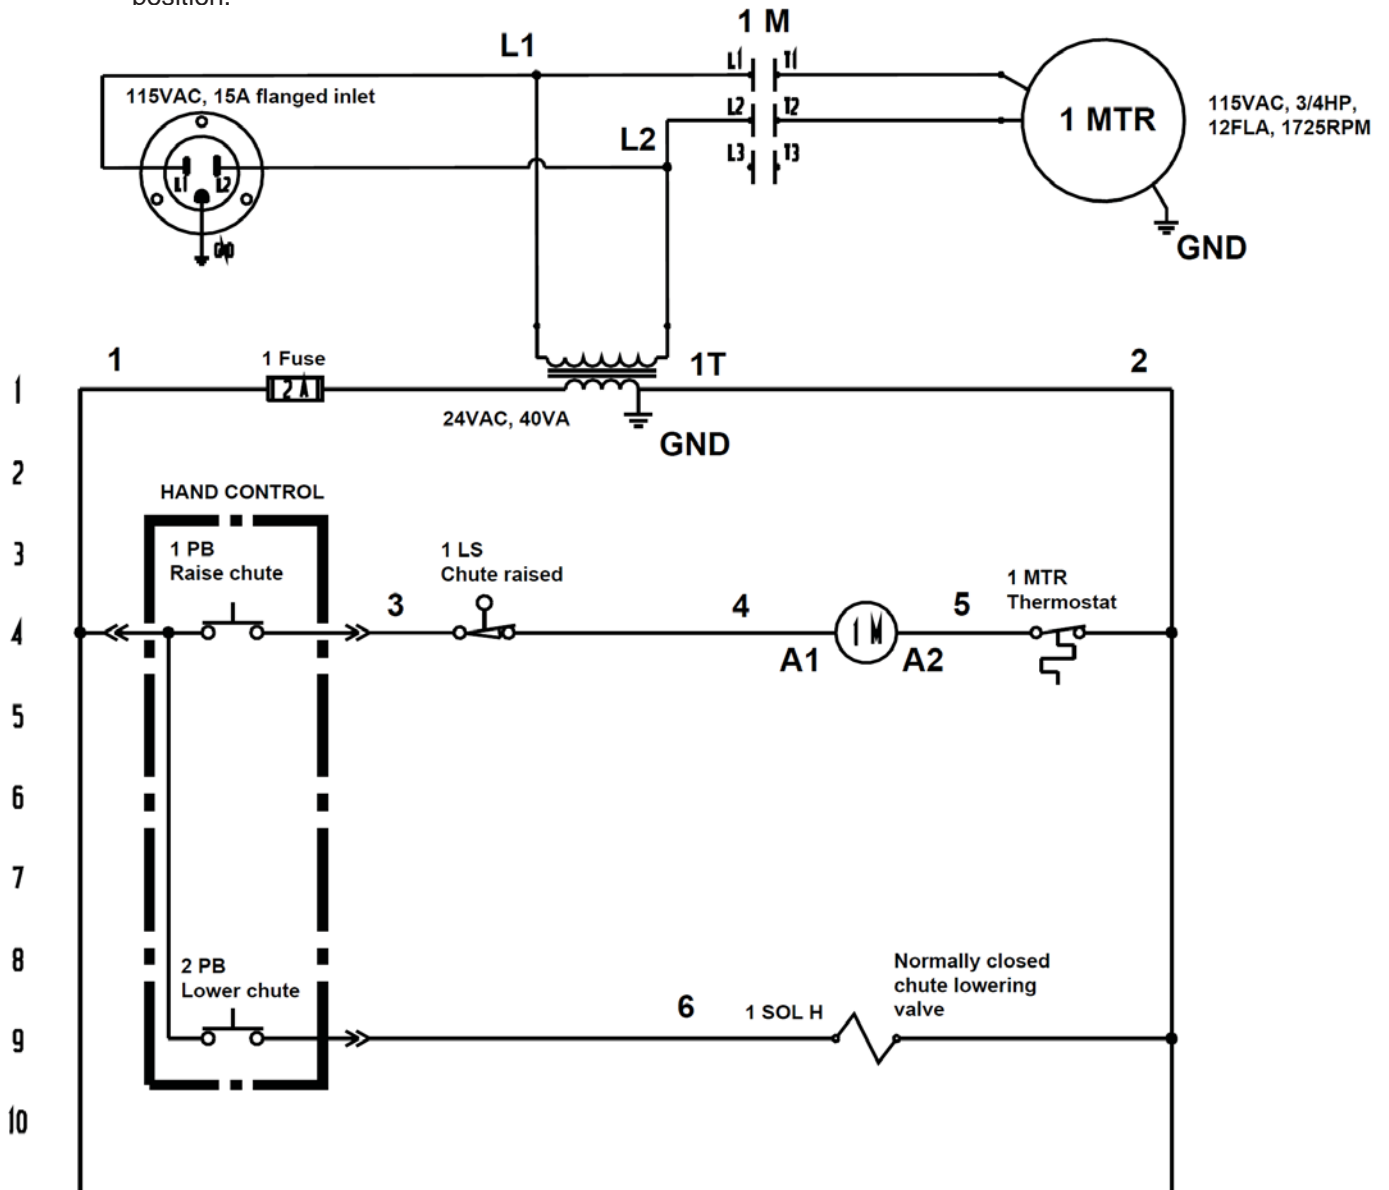 position.
1 M
L1
L1
T1
115VAC, 15A flanged inlet
115VAC, 3/4HP,
12FLA, 1725RPM
1 MTR
L2
L2
T2
L3
T3
L1
L2
GND
GND
1
1 Fuse
1T
2
1
2 A
24VAC, 40VA
GND
2
HAND CONTROL
3
1 PB
Raise chute
1 LS
Chute raised
1 MTR
Thermostat
3
4
5
4
1 M
A1
A2
5
6
7
8
2 PB
Lower chute
Normally closed
chute lowering
valve
6
1 SOL H
9
10